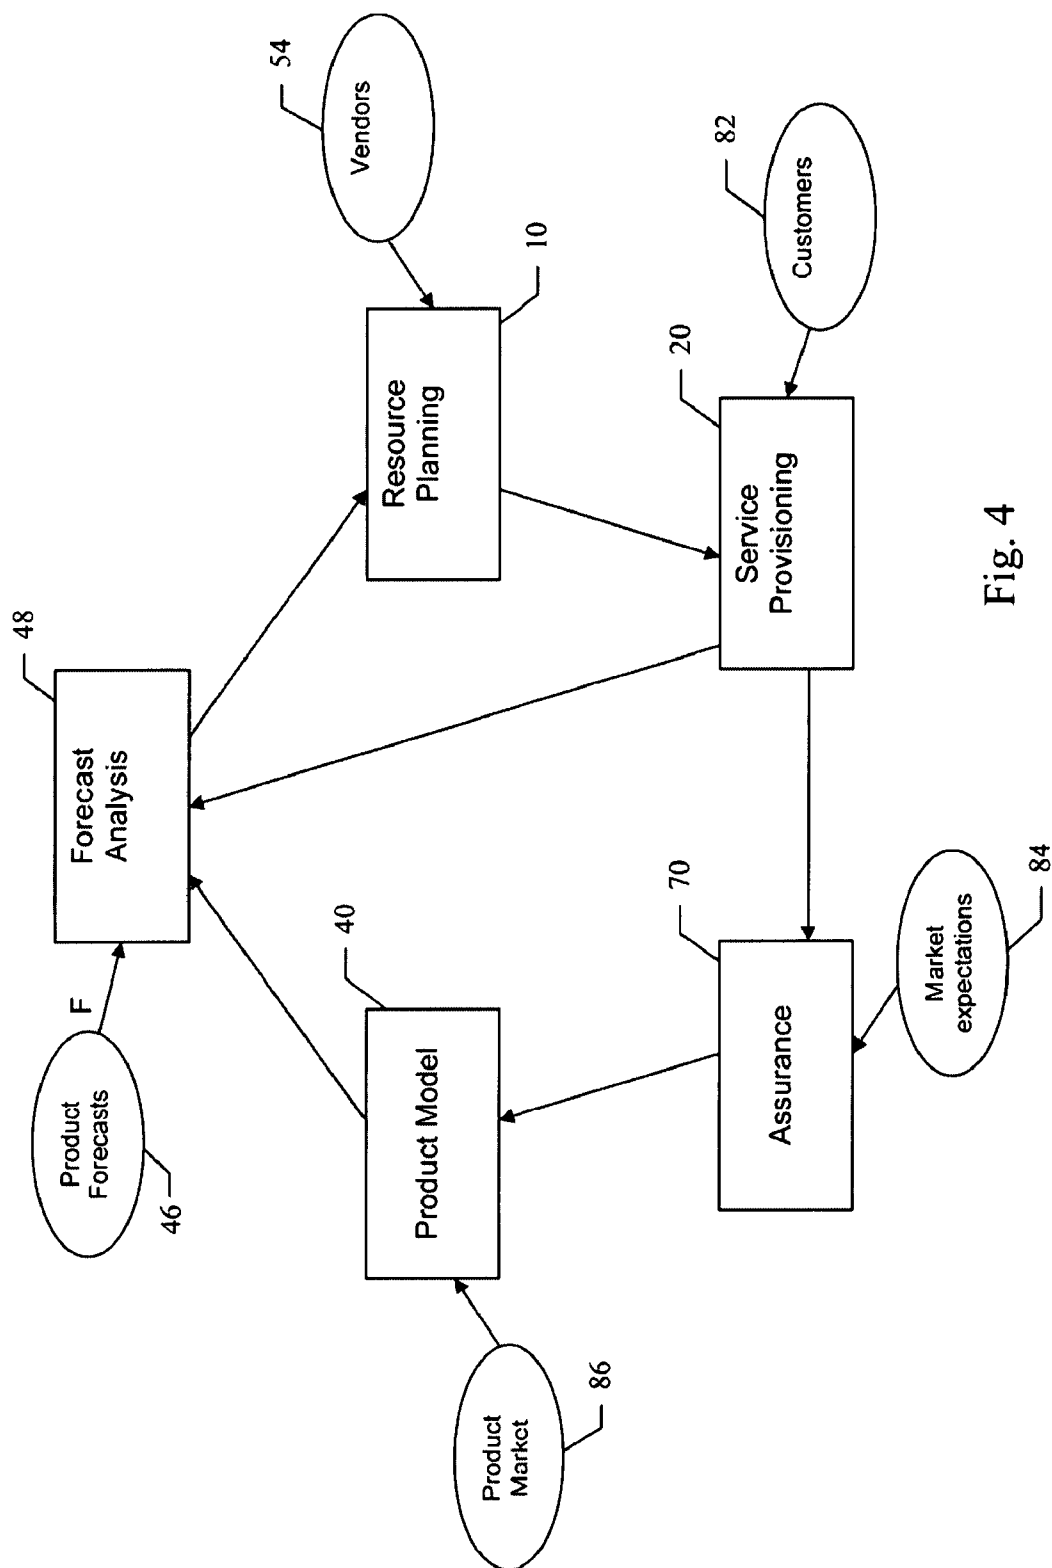 48
Forecast
Analysis
F
Product
Forecasts
46
54
Vendors
10
Resource
Planning
40
Product Model
Product
Market
86
82
Customers
20
Service
Provisioning
70
Assurance
Market
expectations
84
Fig. 4